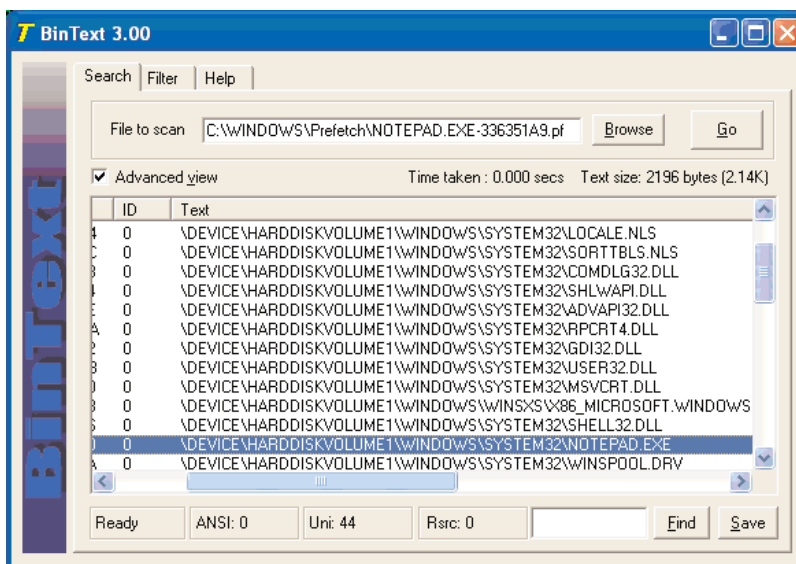 BinText 3.00
Search Filter Help
File to scan C:\WINDOWS\Prefetch\NOTEPAD.EXE-336351A9.pf Browse Go
Advanced view Time taken : 0.000 secs Text size: 2196 bytes (2.14K)
ID Text
0 \DEVICE\HARDDISKVOLUME1\WINDOWS\SYSTEM32\LOCALE.NLS
0 \DEVICE\HARDDISKVOLUME1\WINDOWS\SYSTEM32\SORTTBLS.NLS
0 \DEVICE\HARDDISKVOLUME1\WINDOWS\SYSTEM32\COMDLG32.DLL
0 \DEVICE\HARDDISKVOLUME1\WINDOWS\SYSTEM32\SHLWAPI.DLL
0 \DEVICE\HARDDISKVOLUME1\WINDOWS\SYSTEM32\ADVAPI32.DLL
0 \DEVICE\HARDDISKVOLUME1\WINDOWS\SYSTEM32\RPCRT4.DLL
0 \DEVICE\HARDDISKVOLUME1\WINDOWS\SYSTEM32\GDI32.DLL
0 \DEVICE\HARDDISKVOLUME1\WINDOWS\SYSTEM32\USER32.DLL
0 \DEVICE\HARDDISKVOLUME1\WINDOWS\SYSTEM32\MSVCRT.DLL
0 \DEVICE\HARDDISKVOLUME1\WINDOWS\WINSXS\X86_MICROSOFT.WINDOWS
0 \DEVICE\HARDDISKVOLUME1\WINDOWS\SYSTEM32\SHELL32.DLL
0 \DEVICE\HARDDISKVOLUME1\WINDOWS\SYSTEM32\NOTEPAD.EXE
0 \DEVICE\HARDDISKVOLUME1\WINDOWS\SYSTEM32\WINSPOOL.DRV
Ready ANSI: 0 Uni: 44 Rsrc: 0 Find Save
BinText